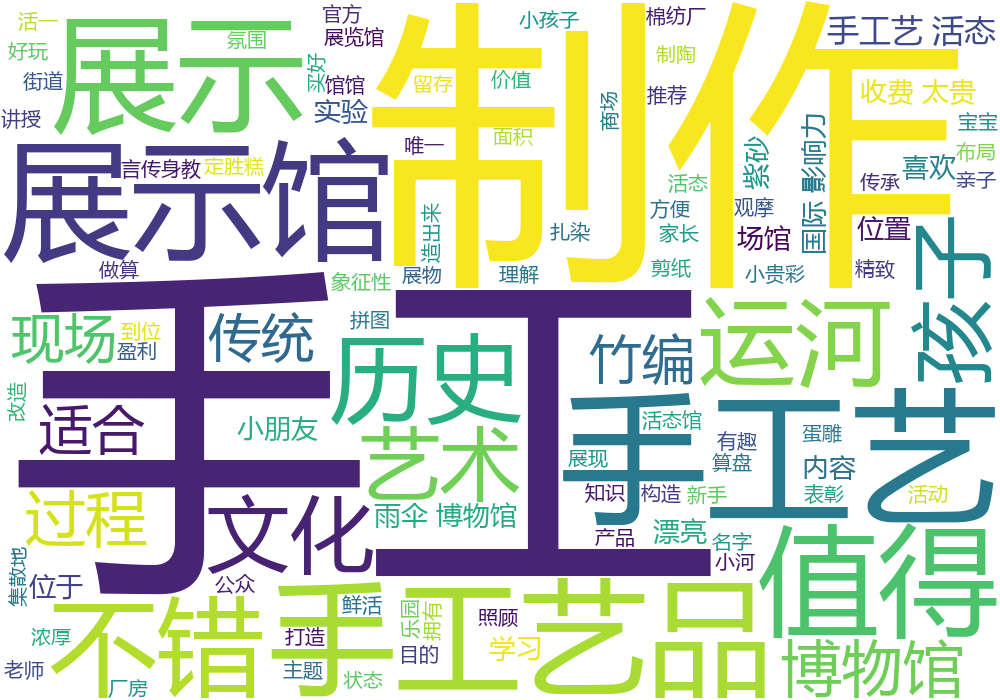 活一
官方
小孩子
棉纺厂
手工艺 活态
好玩
氛围
展览馆
制作
制陶
展示
街道
买好
馆馆
留存
价值
推荐
收费 太贵
讲授
实验
商场
宝宝
展示馆
唯一
面积
紫砂
国际 影响力
喜欢
布局
言传身教
定胜糕
活态
传承
亲子
造出来
扎染
方便
观摩
位置
家长
场馆
孩子
做算
象征性
展物
理解
剪纸
小贵彩
精致
手工
现场
到位
盈利
传统
拼图
历史
竹编
运河
改造
适合
小朋友
艺术
手工艺
活态馆
有趣
蛋雕
展现
算盘
内容
过程
文化
雨伞 博物馆
知识
构造
新手
表彰
活动
产品
漂亮
名字
值得
集散地
位于
公众
小河
不错
鲜活
手工艺品
乐园
拥有
照顾
浓厚
打造
学习
博物馆
老师
主题
目的
厂房
状态